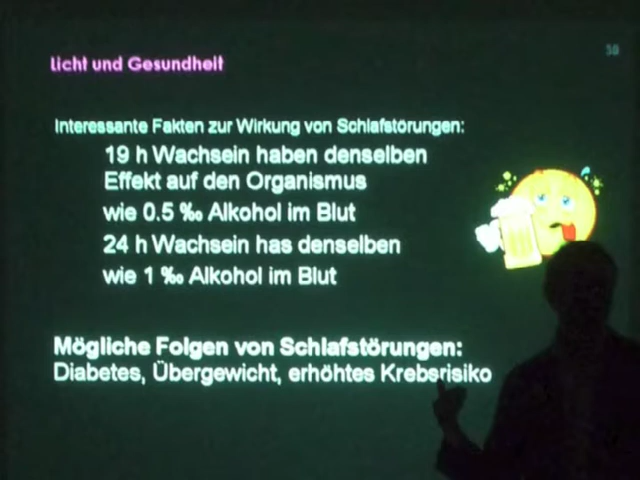 Licht und Gesundheit
Interessante Fakten zur Wirkung von Schlafstörungen:
19 h Wachsein haben denselben
Effekt auf den Organismus
wie 0.5 ‰ Alkohol im Blut
24 h Wachsein has denselben
wie 1 ‰ Alkohol im Blut
Mögliche Folgen von Schlafstörungen:
Diabetes, Übergewicht, erhöhtes Krebsrisiko